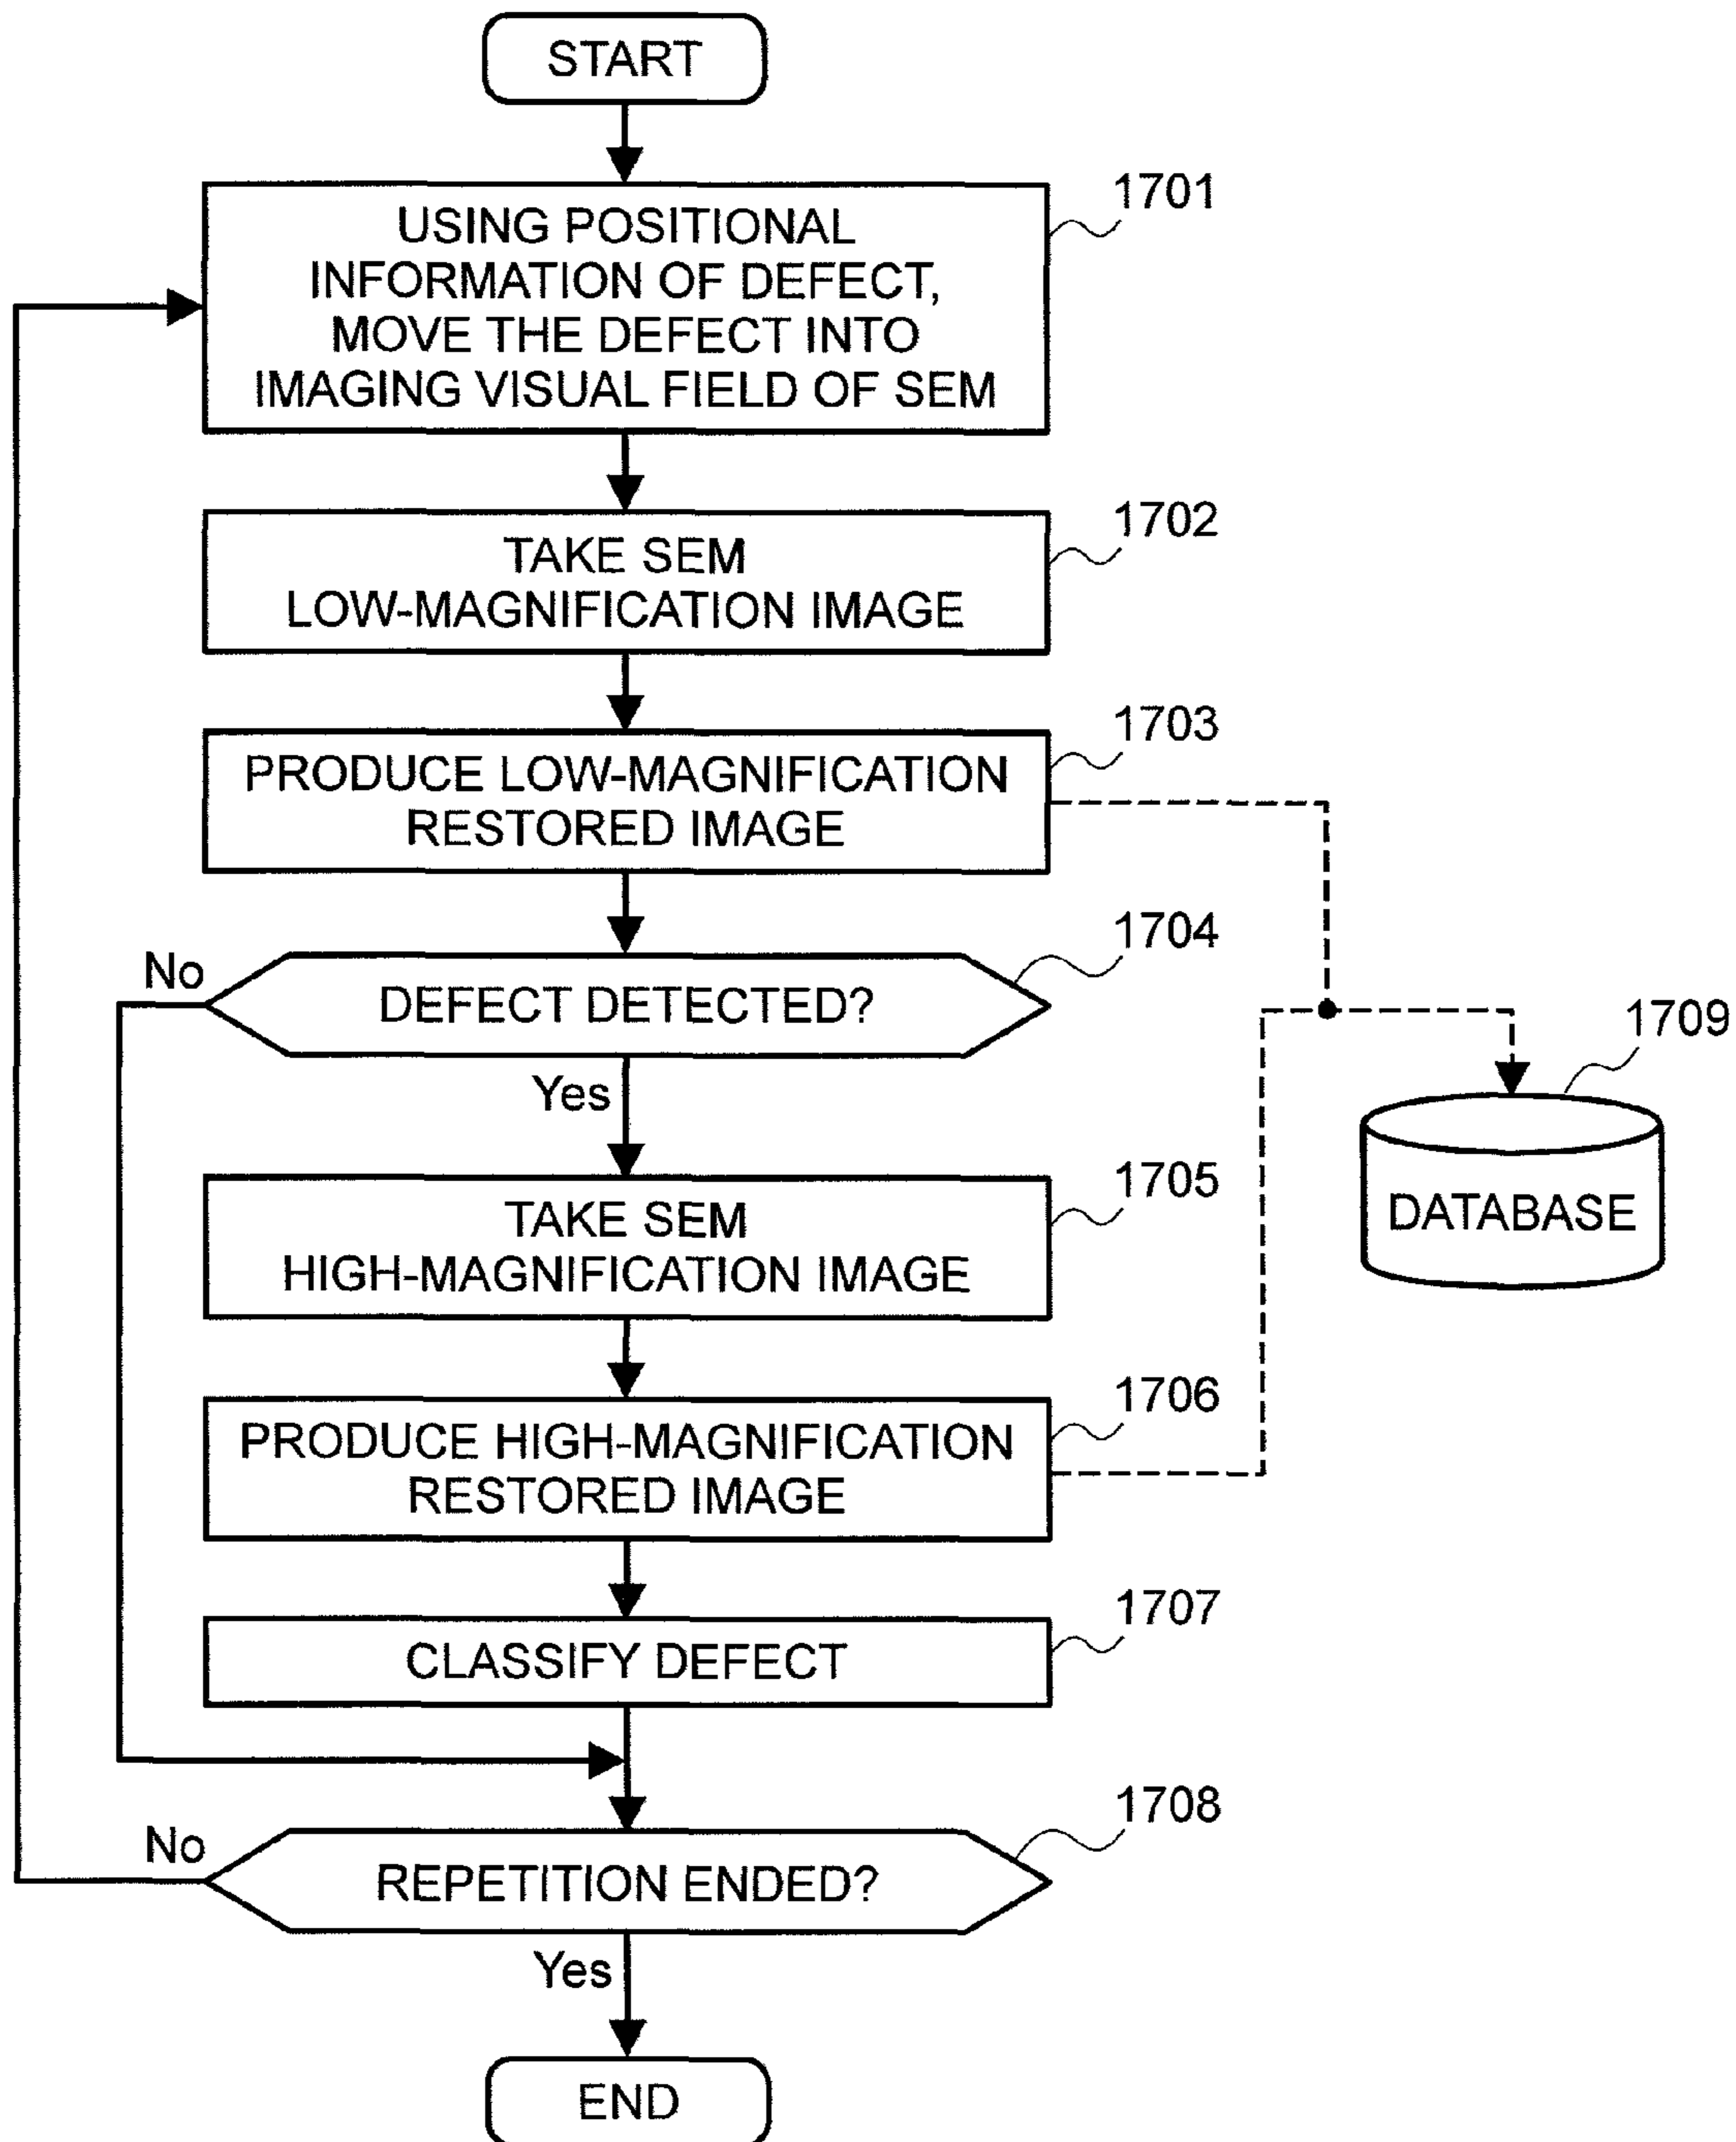 START
1701
USING POSITIONAL
INFORMATION OF DEFECT,
MOVE THE DEFECT INTO
IMAGING VISUAL FIELD OF SEM
1702
TAKE SEM
LOW-MAGNIFICATION IMAGE
1703
PRODUCE LOW-MAGNIFICATION
RESTORED IMAGE
1704
No
DEFECT DETECTED?
Yes
1709
DATABASE
1705
TAKE SEM
HIGH-MAGNIFICATION IMAGE
1706
PRODUCE HIGH-MAGNIFICATION
RESTORED IMAGE
1707
CLASSIFY DEFECT
1708
No
REPETITION ENDED?
Yes
END